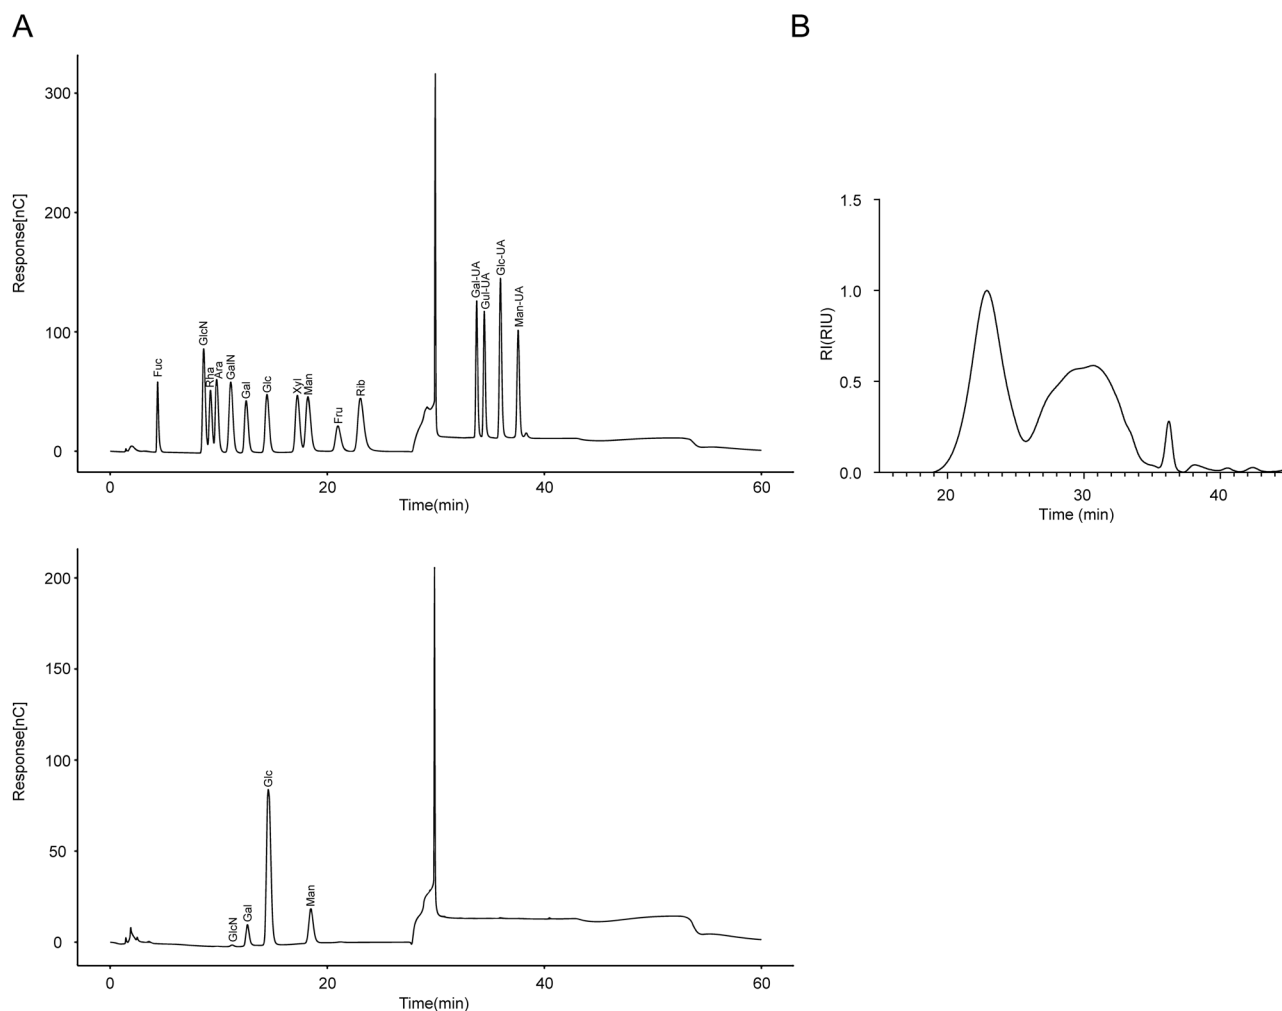 A
B
Response[nC]
300
200
100
0
Fuc
GlcN
Rha
Ara
GalN
Gal
Glc
Xyl
Man
Fru
Rib
Gal-UA
Gul-UA
Glc-UA
Man-UA
0
20
40
60
Time(min)
RI(RIU)
1.5
1.0
0.5
0.0
20
30
40
Time (min)
Response[nC]
200
150
100
50
0
GlcN
Gal
Glc
Man
0
20
40
60
Time(min)